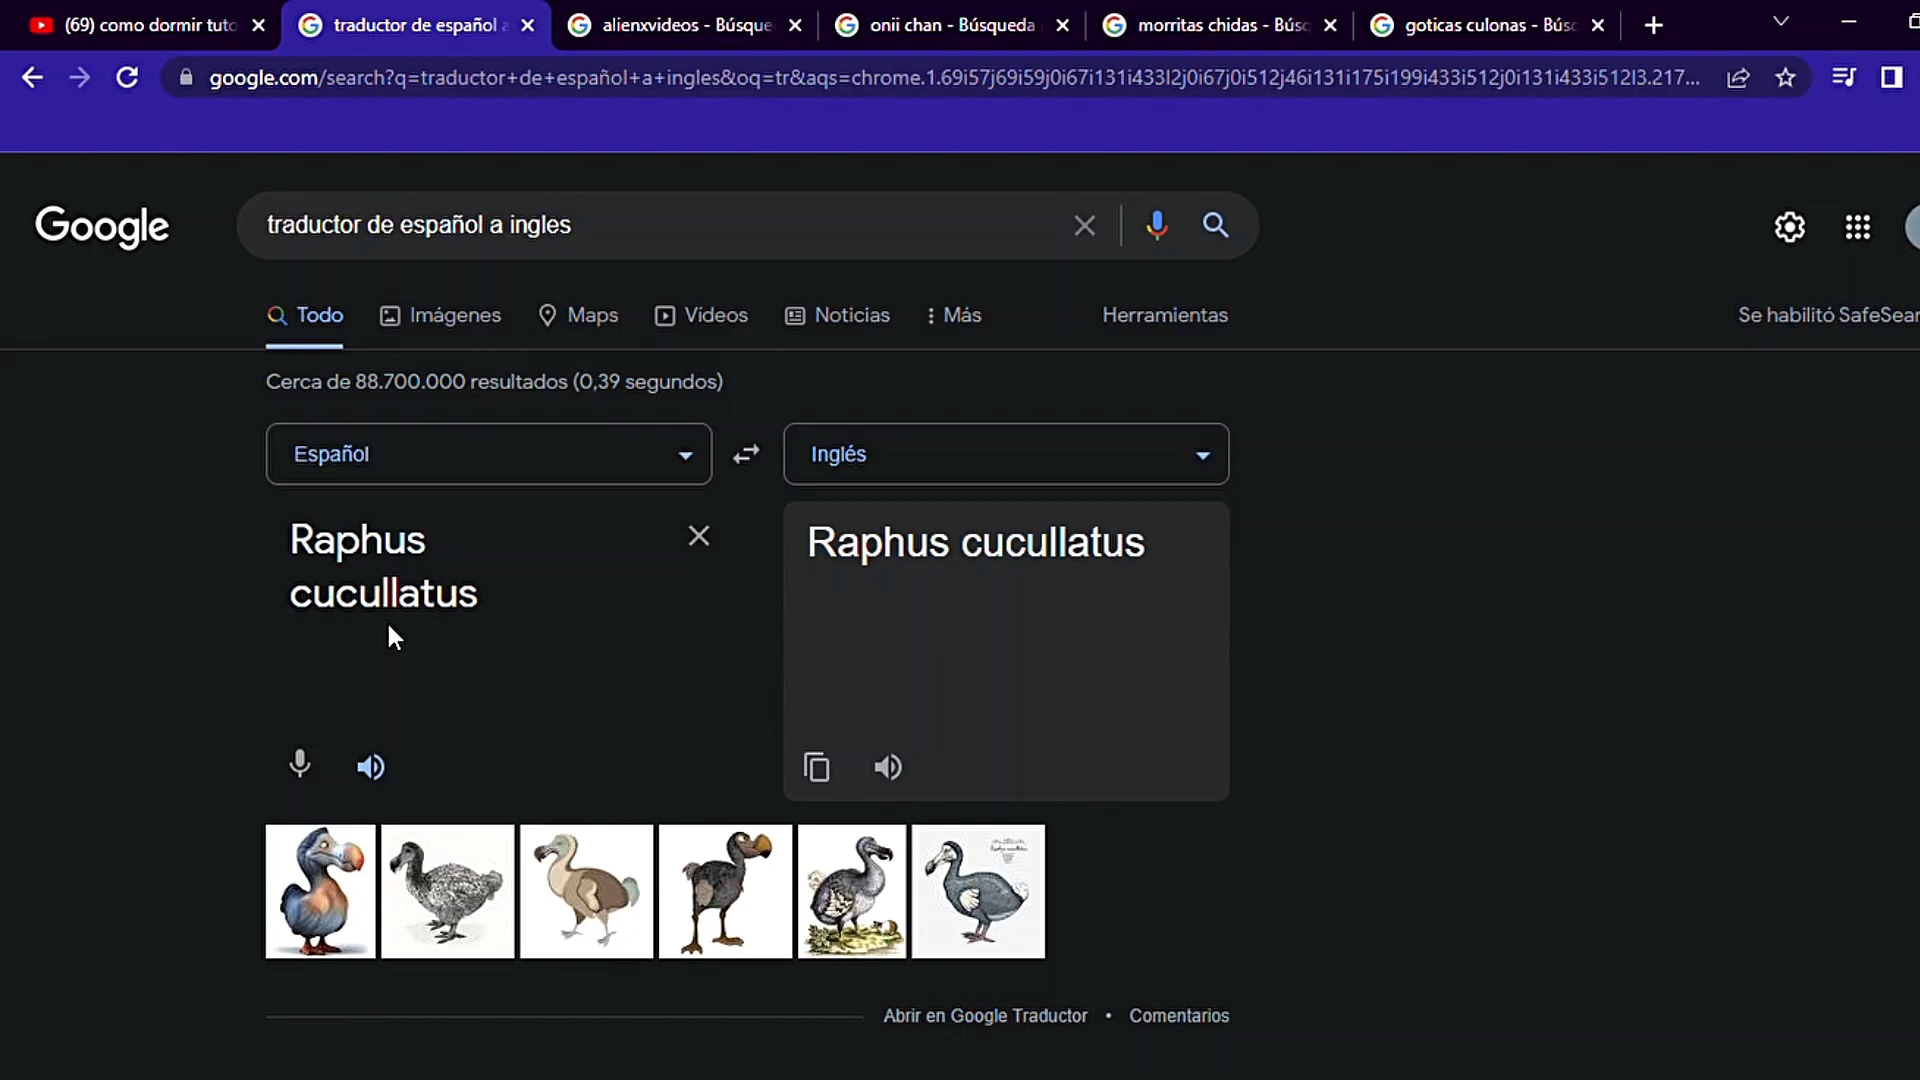 (69) como dormir tuto
traductor de español a
alienxvideos - Búsque
onii chan - Búsqueda
morritas chidas - Búsq
goticas culonas - Búsc
google.com/search?q=traductor+de+español+a+ingles&oq=tr&aqs=chrome.1.69i57j69i59j0i67i131i433l2j0i67j0i512j46i131i175i199i433i512j0i131i433i512l3.217...
Google
traductor de español a ingles
Todo
Imágenes
Maps
Vídeos
Noticias
Más
Herramientas
Se habilitó SafeSear
Cerca de 88.700.000 resultados (0,39 segundos)
Español
Inglés
Raphus
cucullatus
Raphus cucullatus
Abrir en Google Traductor • Comentarios